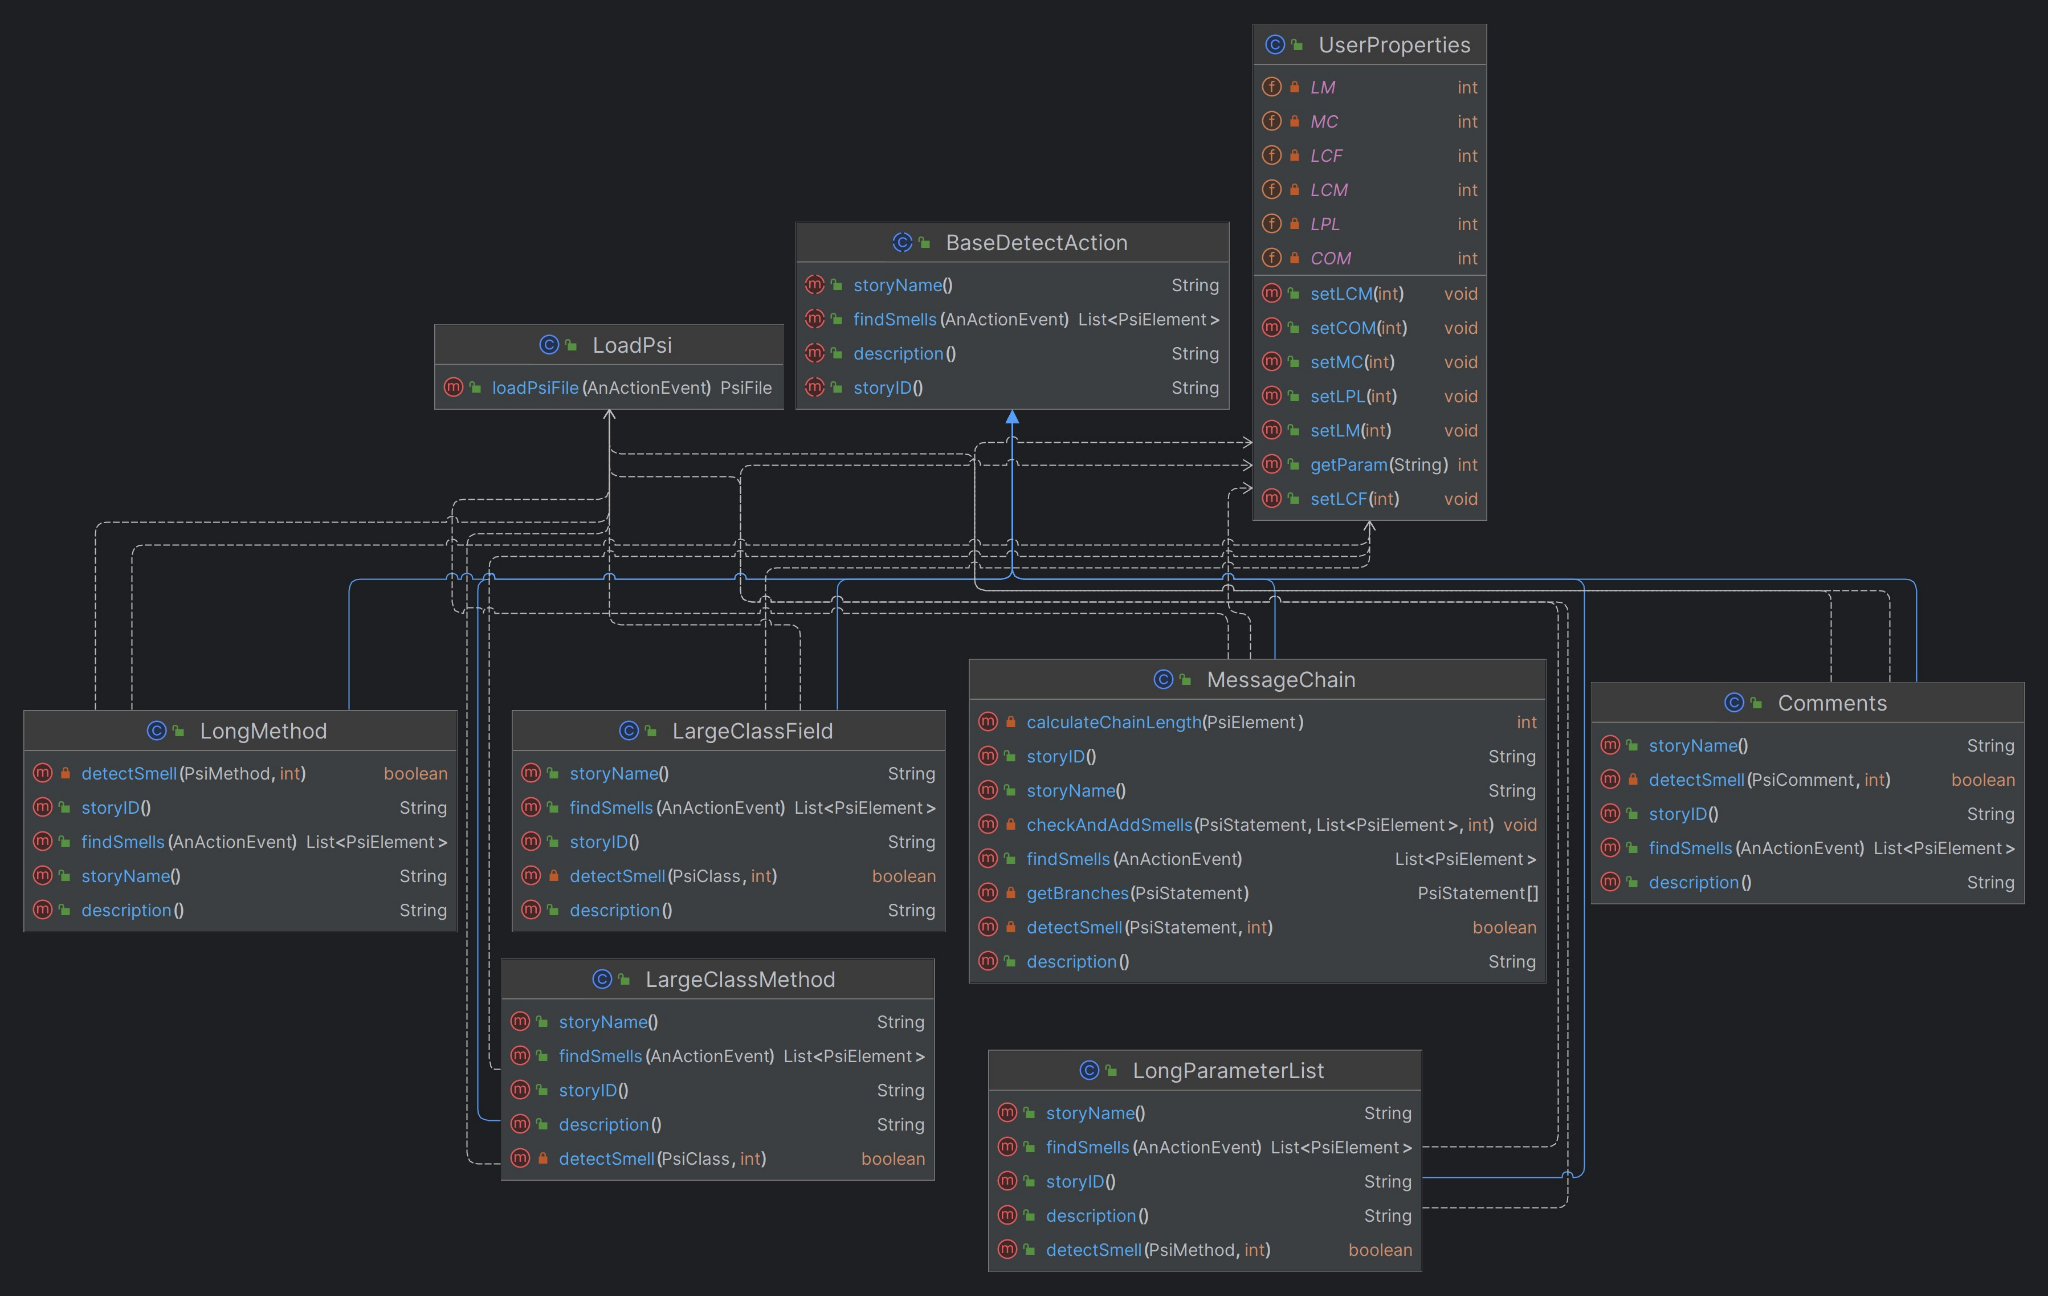 UserProperties
LM int
MC int
LCF int
LCM int
LPL int
COM int
setLCM(int) void
setCOM(int) void
setMC(int) void
setLPL(int) void
setLM(int) void
getParam(String) int
setLCF(int) void
BaseDetectAction
storyName() String
findSmells(AnActionEvent) List<PsiElement>
description() String
storyID() String
LoadPsi
loadPsiFile(AnActionEvent) PsiFile
LongMethod
detectSmell(PsiMethod, int) boolean
storyID() String
findSmells(AnActionEvent) List<PsiElement>
storyName() String
description() String
LargeClassField
storyName() String
findSmells(AnActionEvent) List<PsiElement>
storyID() String
detectSmell(PsiClass, int) boolean
description() String
MessageChain
calculateChainLength(PsiElement) int
storyID() String
storyName() String
checkAndAddSmells(PsiStatement, List<PsiElement>, int) void
findSmells(AnActionEvent) List<PsiElement>
getBranches(PsiStatement) PsiStatement[]
detectSmell(PsiStatement, int) boolean
description() String
Comments
storyName() String
detectSmell(PsiComment, int) boolean
storyID() String
findSmells(AnActionEvent) List<PsiElement>
description() String
LargeClassMethod
storyName() String
findSmells(AnActionEvent) List<PsiElement>
storyID() String
description() String
detectSmell(PsiClass, int) boolean
LongParameterList
storyName() String
findSmells(AnActionEvent) List<PsiElement>
storyID() String
description() String
detectSmell(PsiMethod, int) boolean